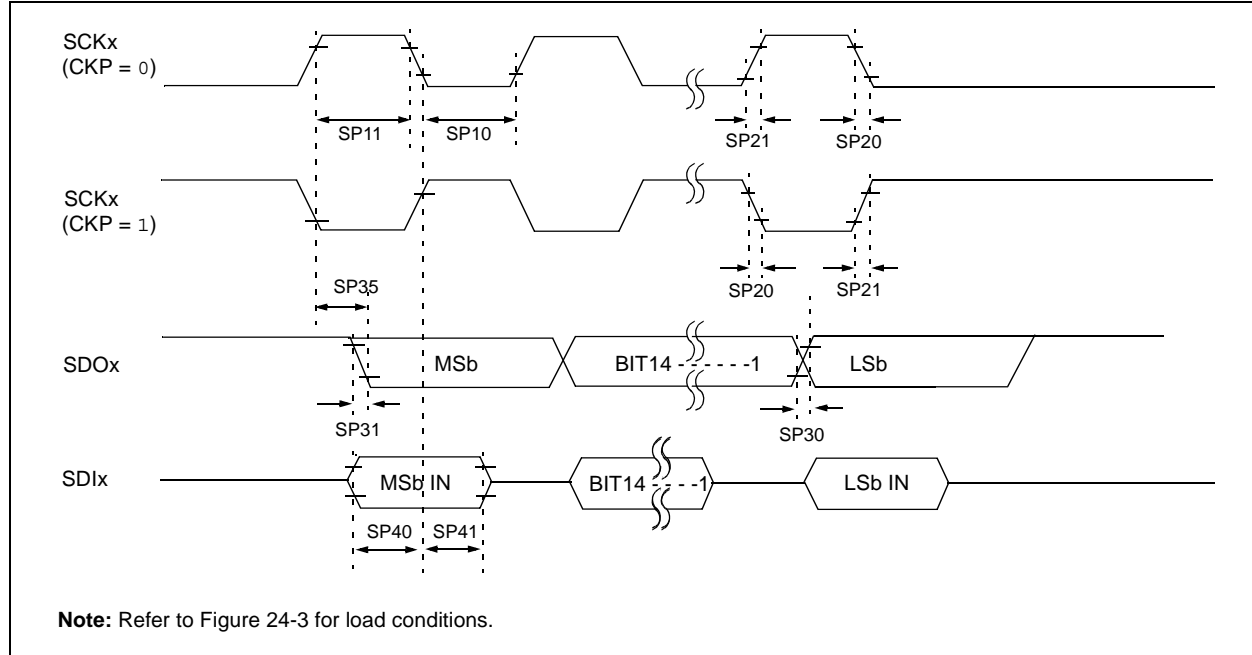 SCKx
(CKP = 0)
SP11
SP10
SP21
SP20
SCKx
(CKP = 1)
SP35
SP20
SP21
SDOx
MSb
BIT14 - - - - - -1
LSb
SP31
SP30
SDIx
MSb IN
BIT14 - - - -1
LSb IN
SP40
SP41
Note: Refer to Figure 24-3 for load conditions.